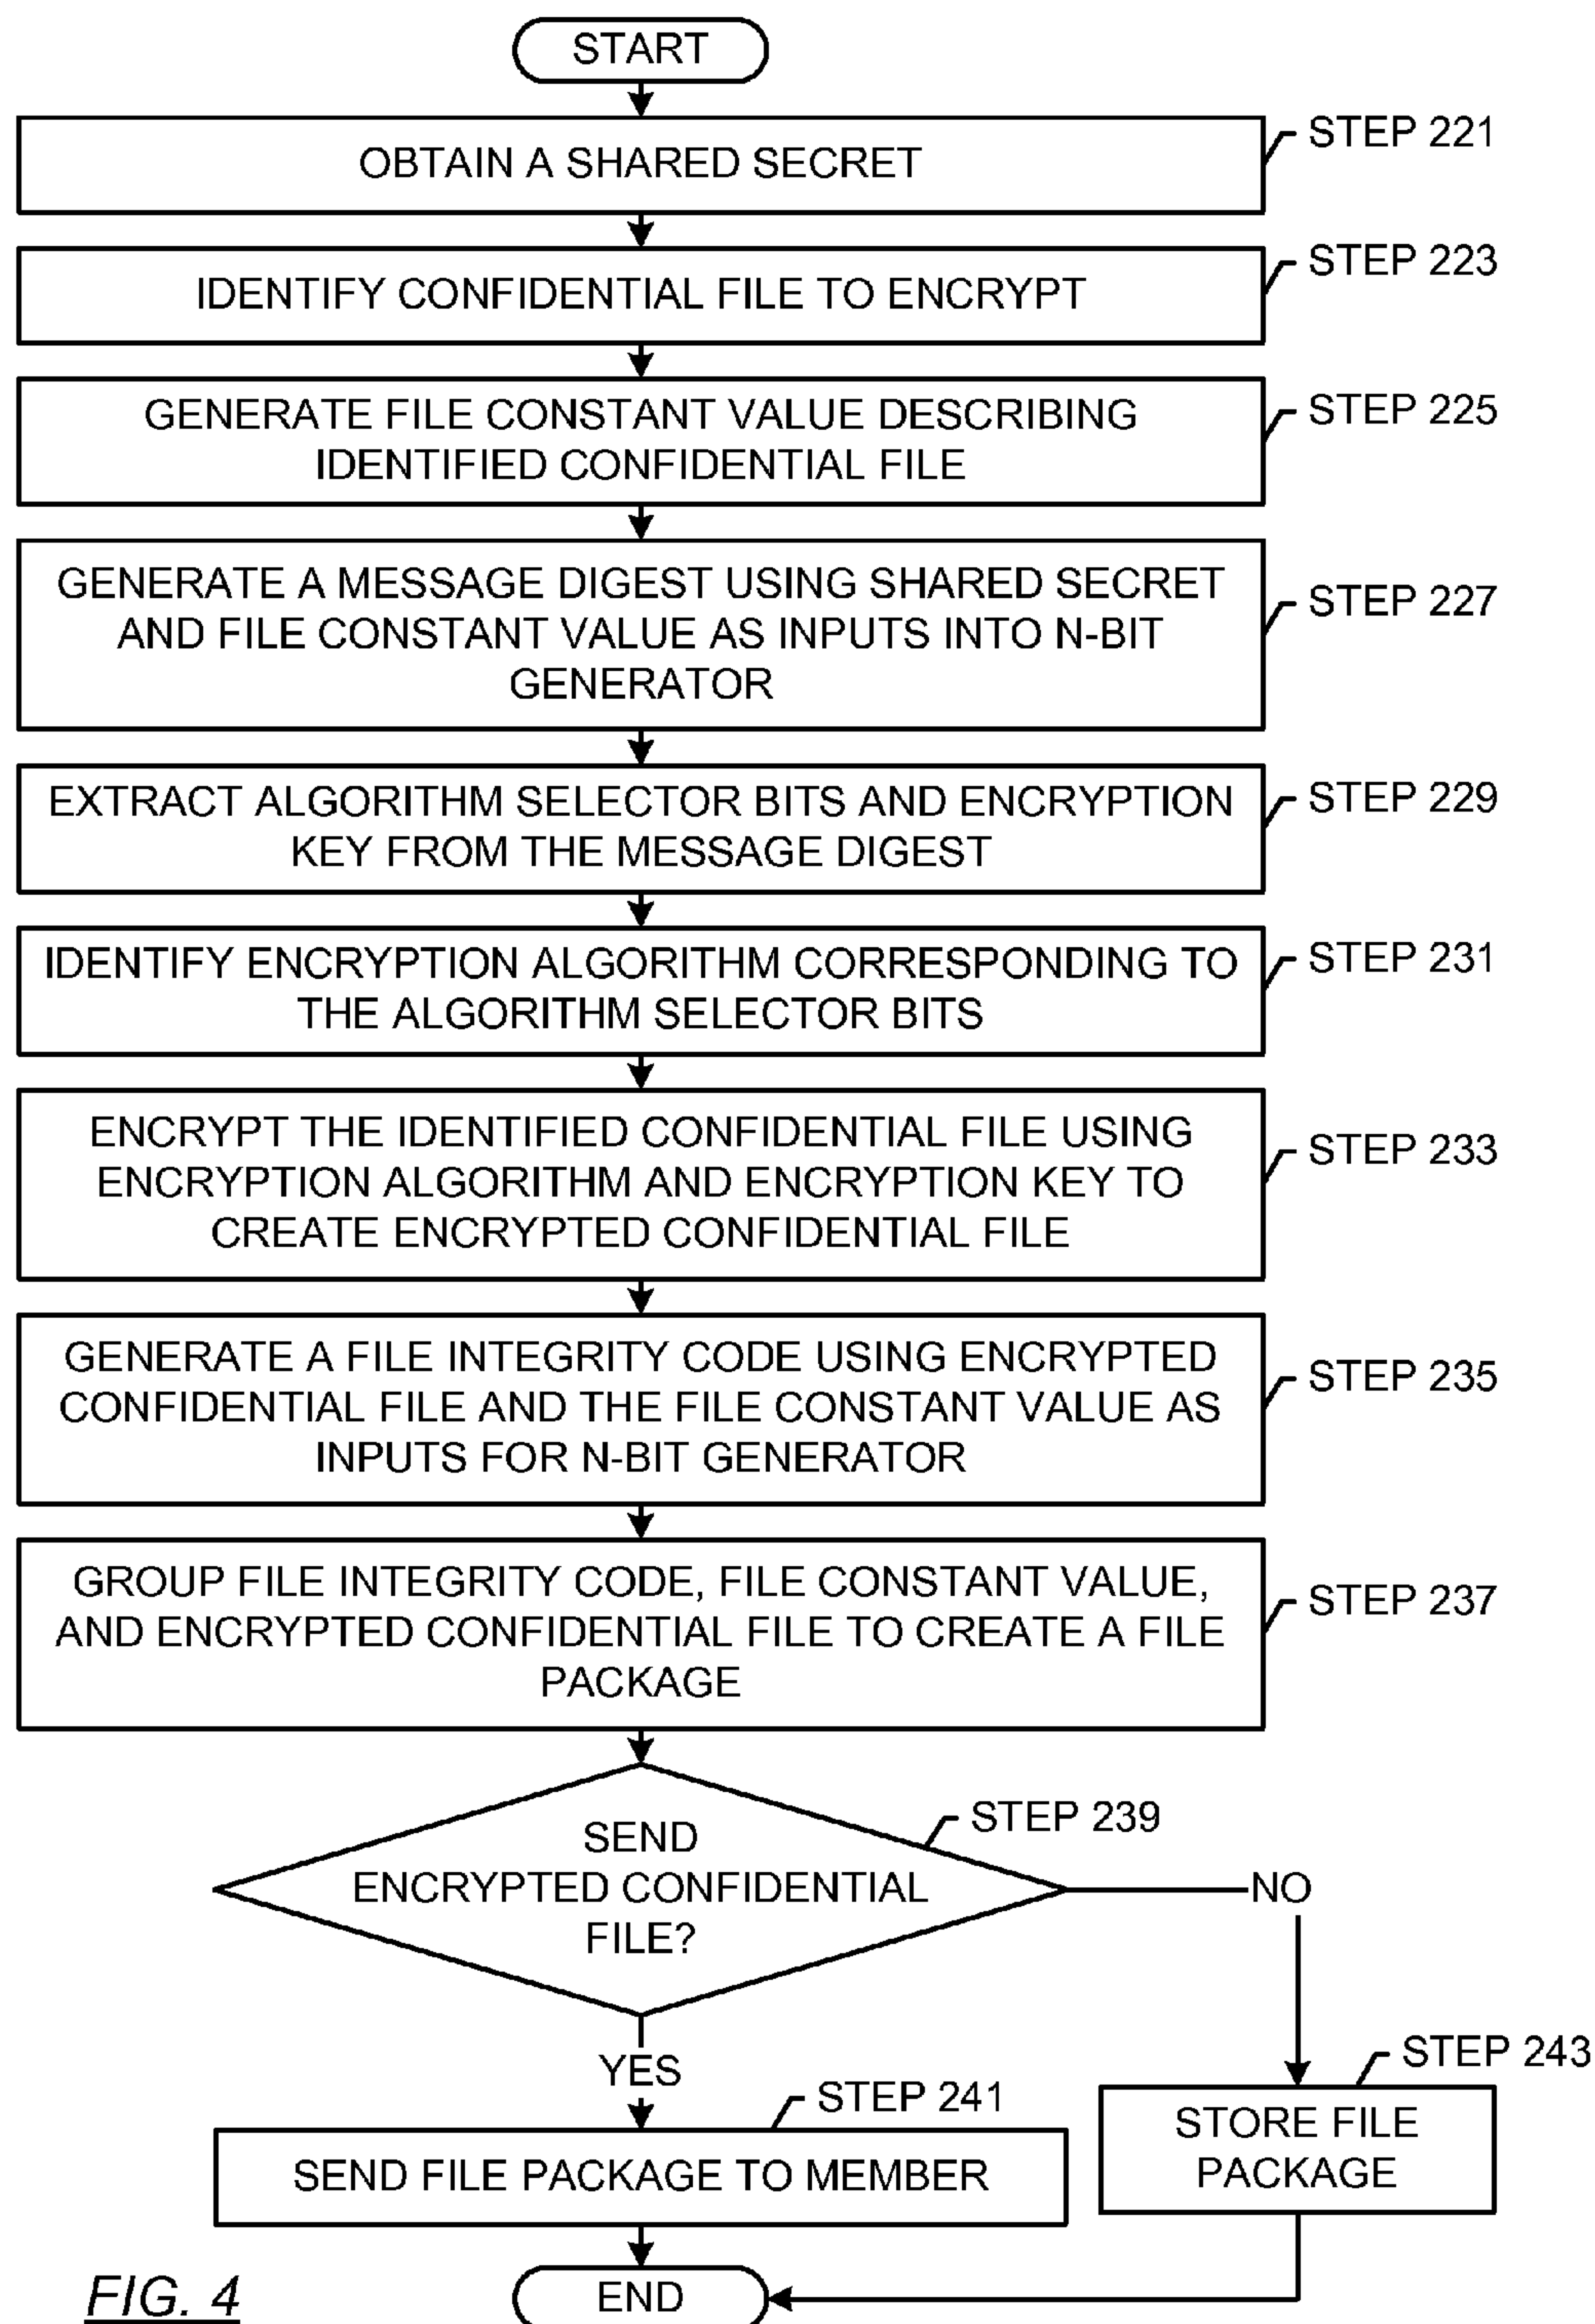 START
OBTAIN A SHARED SECRET
STEP 221
IDENTIFY CONFIDENTIAL FILE TO ENCRYPT
STEP 223
GENERATE FILE CONSTANT VALUE DESCRIBING
IDENTIFIED CONFIDENTIAL FILE
STEP 225
GENERATE A MESSAGE DIGEST USING SHARED SECRET
AND FILE CONSTANT VALUE AS INPUTS INTO N-BIT
GENERATOR
STEP 227
EXTRACT ALGORITHM SELECTOR BITS AND ENCRYPTION
KEY FROM THE MESSAGE DIGEST
STEP 229
IDENTIFY ENCRYPTION ALGORITHM CORRESPONDING TO
THE ALGORITHM SELECTOR BITS
STEP 231
ENCRYPT THE IDENTIFIED CONFIDENTIAL FILE USING
ENCRYPTION ALGORITHM AND ENCRYPTION KEY TO
CREATE ENCRYPTED CONFIDENTIAL FILE
STEP 233
GENERATE A FILE INTEGRITY CODE USING ENCRYPTED
CONFIDENTIAL FILE AND THE FILE CONSTANT VALUE AS
INPUTS FOR N-BIT GENERATOR
STEP 235
GROUP FILE INTEGRITY CODE, FILE CONSTANT VALUE,
AND ENCRYPTED CONFIDENTIAL FILE TO CREATE A FILE
PACKAGE
STEP 237
SEND
ENCRYPTED CONFIDENTIAL
FILE?
STEP 239
NO
YES
STEP 241
SEND FILE PACKAGE TO MEMBER
STEP 243
STORE FILE
PACKAGE
END
FIG. 4